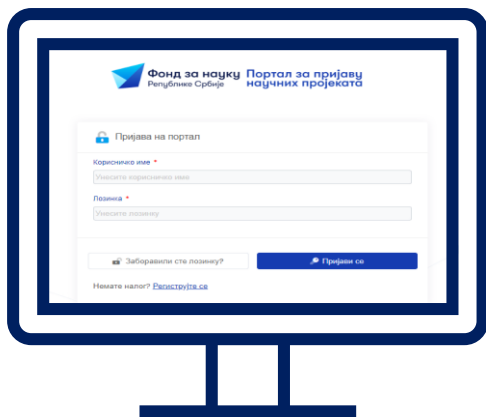 Фонд за науку
Републике Србије
Портал за пријаву
научних пројеката
Пријава на портал
Корисничко име *
Унесите корисничко име
Лозинка *
Унесите лозинку
Заборавили сте лозинку?
Пријави се
Немате налог? Региструјте се